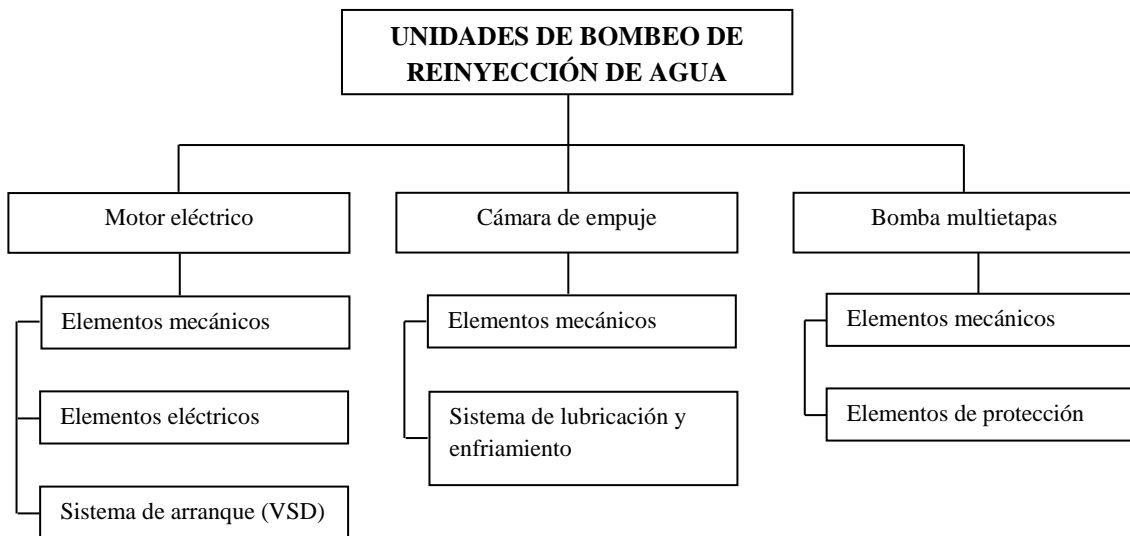 UNIDADES DE BOMBEO DE
REINYECCIÓN DE AGUA
Motor eléctrico
Cámara de empuje
Bomba multietapas
Elementos mecánicos
Elementos eléctricos
Sistema de arranque (VSD)
Elementos mecánicos
Sistema de lubricación y
enfriamiento
Elementos mecánicos
Elementos de protección